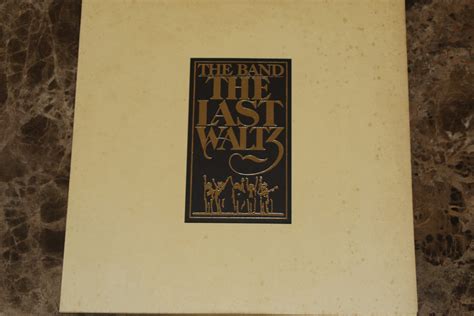 THE BAND
THE
LAST
WALTZ